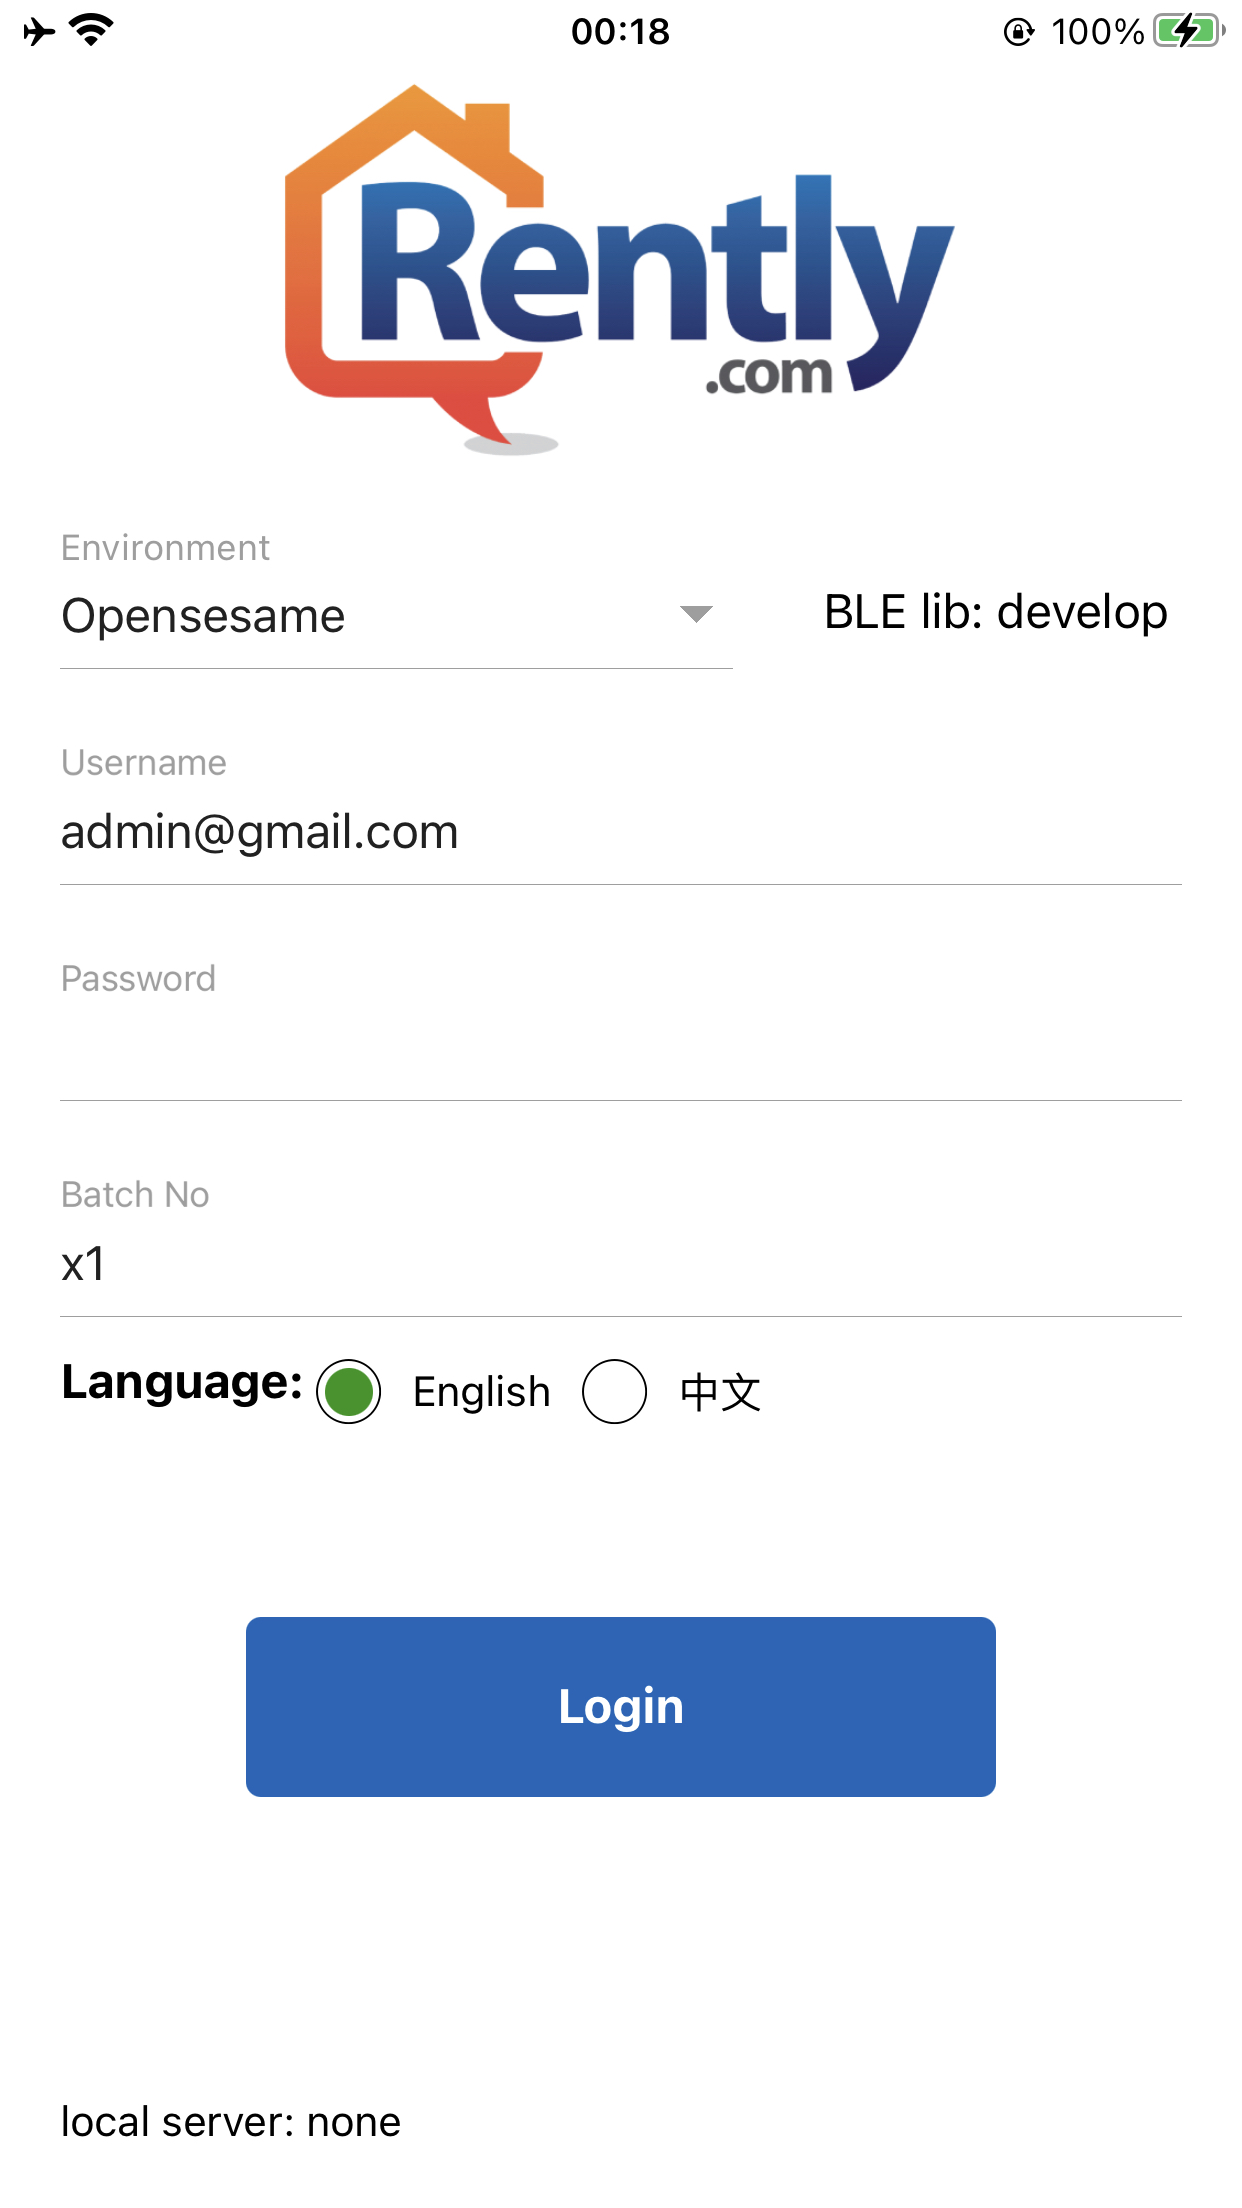 00:18
100%
Rently
.com
Environment
Opensesame
BLE lib: develop
Username
admin@gmail.com
Password
Batch No
x1
Language: English 中文
Login
local server: none